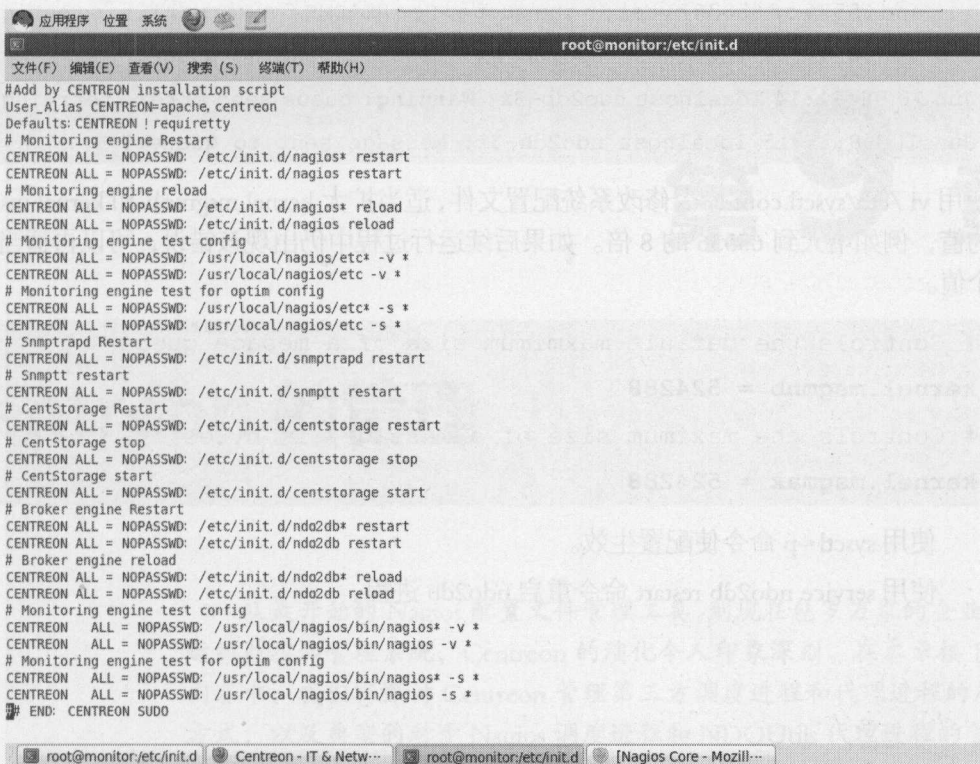 应用程序 位置 系统
root@monitor:/etc/init.d
文件(F) 编辑(E) 查看(V) 搜索 (S) 终端(T) 帮助(H)
#Add by CENTREON installation script
User_Alias CENTREON=apache, centreon
Defaults: CENTREON ! requiretty
# Monitoring engine Restart
CENTREON ALL = NOPASSWD: /etc/init.d/nagios* restart
CENTREON ALL = NOPASSWD: /etc/init.d/nagios restart
# Monitoring engine reload
CENTREON ALL = NOPASSWD: /etc/init.d/nagios* reload
CENTREON ALL = NOPASSWD: /etc/init.d/nagios reload
# Monitoring engine test config
CENTREON ALL = NOPASSWD: /usr/local/nagios/etc* -v *
CENTREON ALL = NOPASSWD: /usr/local/nagios/etc -v *
# Monitoring engine test for optim config
CENTREON ALL = NOPASSWD: /usr/local/nagios/etc* -s *
CENTREON ALL = NOPASSWD: /usr/local/nagios/etc -s *
# Snmptrapd Restart
CENTREON ALL = NOPASSWD: /etc/init.d/snmptrapd restart
# Snmptt restart
CENTREON ALL = NOPASSWD: /etc/init.d/snmptt restart
# CentStorage Restart
CENTREON ALL = NOPASSWD: /etc/init.d/centstorage restart
# CentStorage stop
CENTREON ALL = NOPASSWD: /etc/init.d/centstorage stop
# CentStorage start
CENTREON ALL = NOPASSWD: /etc/init.d/centstorage start
# Broker engine Restart
CENTREON ALL = NOPASSWD: /etc/init.d/ndo2db* restart
CENTREON ALL = NOPASSWD: /etc/init.d/ndo2db restart
# Broker engine reload
CENTREON ALL = NOPASSWD: /etc/init.d/ndo2db* reload
CENTREON ALL = NOPASSWD: /etc/init.d/ndo2db reload
# Monitoring engine test config
CENTREON ALL = NOPASSWD: /usr/local/nagios/bin/nagios* -v *
CENTREON ALL = NOPASSWD: /usr/local/nagios/bin/nagios -v *
# Monitoring engine test for optim config
CENTREON ALL = NOPASSWD: /usr/local/nagios/bin/nagios* -s *
CENTREON ALL = NOPASSWD: /usr/local/nagios/bin/nagios -s *
## END: CENTREON SUDO
root@monitor:/etc/init.d Centreon - IT & Netw··· root@monitor:/etc/init.d [Nagios Core - Mozill···